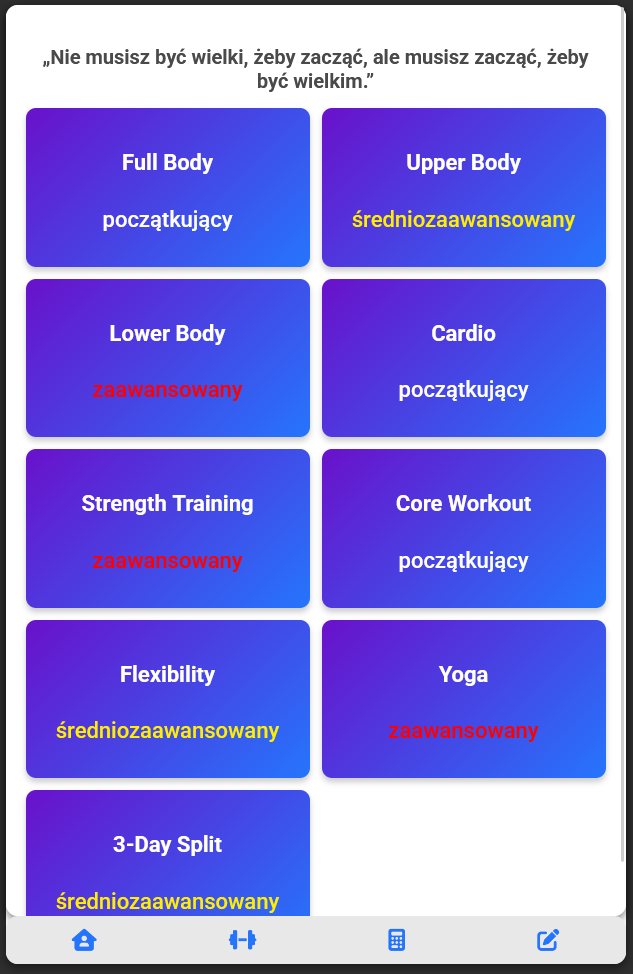 „Nie musisz być wielki, żeby zacząć, ale musisz zacząć, żeby
być wielkim.”
Full Body
początkujący
Upper Body
średniozaawansowany
Lower Body
zaawansowany
Cardio
początkujący
Strength Training
zaawansowany
Core Workout
początkujący
Flexibility
średniozaawansowany
Yoga
zaawansowany
3-Day Split
średniozaawansowany